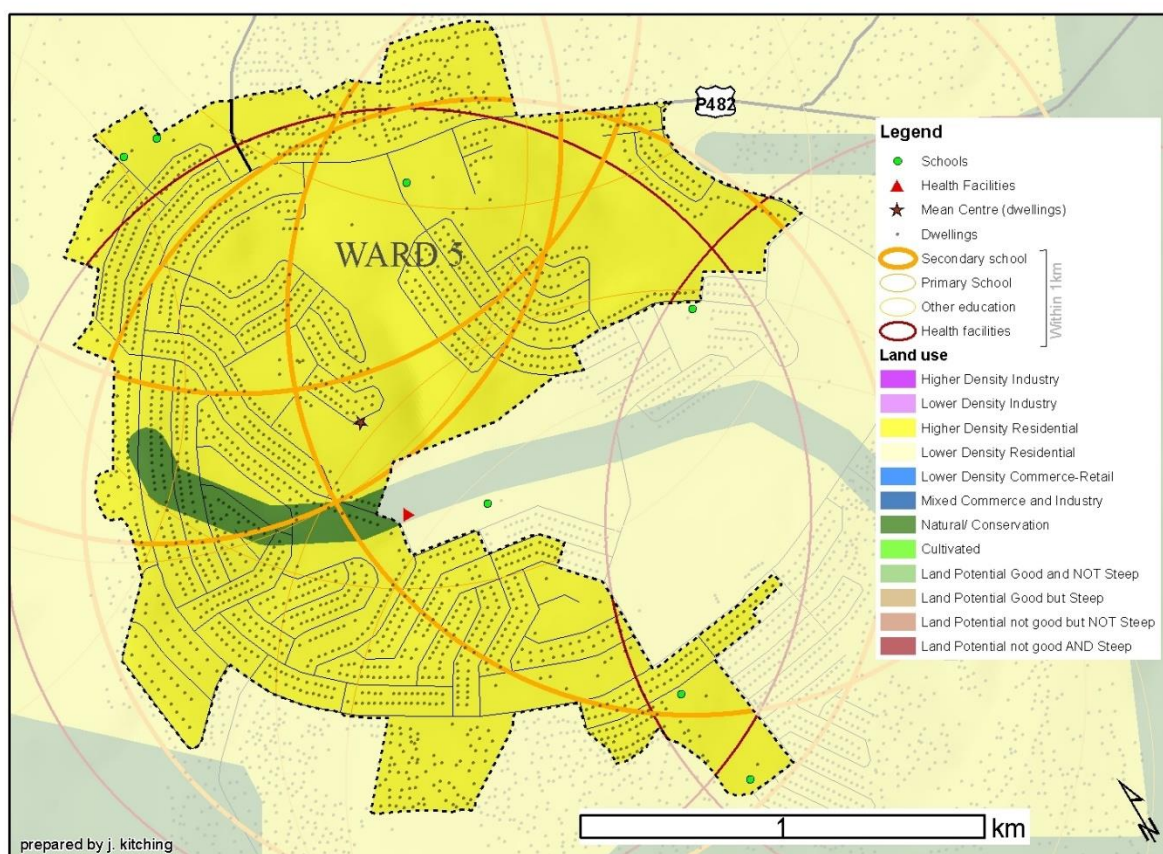 P482
WARD 5
Legend
Schools
Health Facilities
Mean Centre (dwellings)
Dwellings
Secondary school
Primary School
Other education
Health facilities
Within 1km
Land use
Higher Density Industry
Lower Density Industry
Higher Density Residential
Lower Density Residential
Lower Density Commerce-Retail
Mixed Commerce and Industry
Natural/ Conservation
Cultivated
Land Potential Good and NOT Steep
Land Potential Good but Steep
Land Potential not good but NOT Steep
Land Potential not good AND Steep
N
1 km
prepared by j. kitching